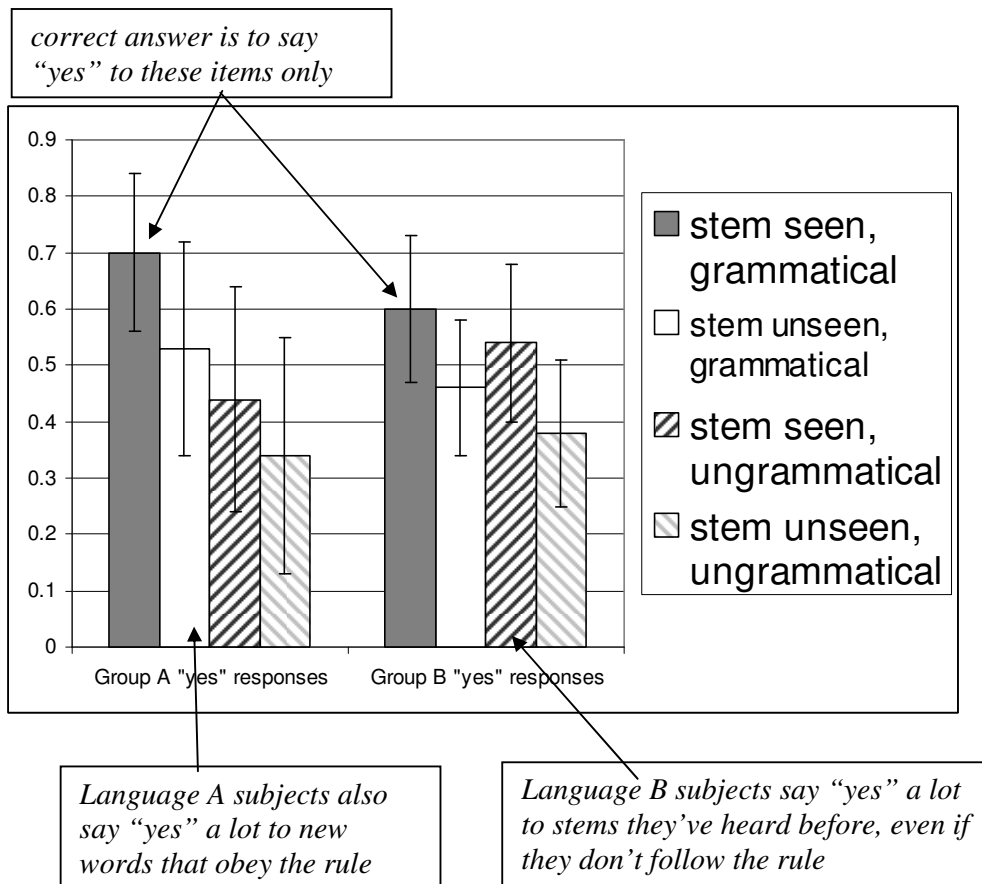 correct answer is to say
“yes” to these items only
0.9
0.8
0.7
0.6
0.5
0.4
0.3
0.2
0.1
0
Group A "yes" responses
Group B "yes" responses
stem seen,
grammatical
stem unseen,
grammatical
stem seen,
ungrammatical
stem unseen,
ungrammatical
Language A subjects also
say “yes” a lot to new
words that obey the rule
Language B subjects say “yes” a lot
to stems they’ve heard before, even if
they don’t follow the rule